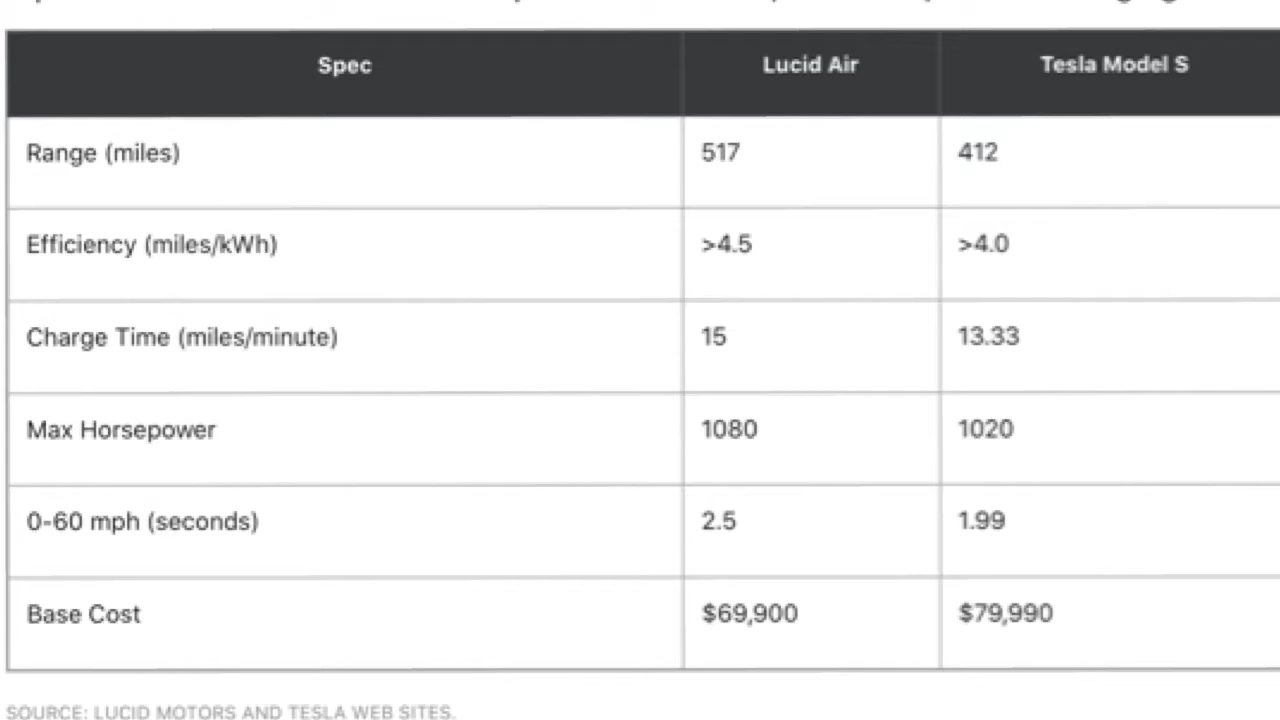 Spec Lucid Air Tesla Model S
Range (miles) 517 412
Efficiency (miles/kWh) >4.5 >4.0
Charge Time (miles/minute) 15 13.33
Max Horsepower 1080 1020
0-60 mph (seconds) 2.5 1.99
Base Cost $69,900 $79,990
SOURCE: LUCID MOTORS AND TESLA WEB SITES.